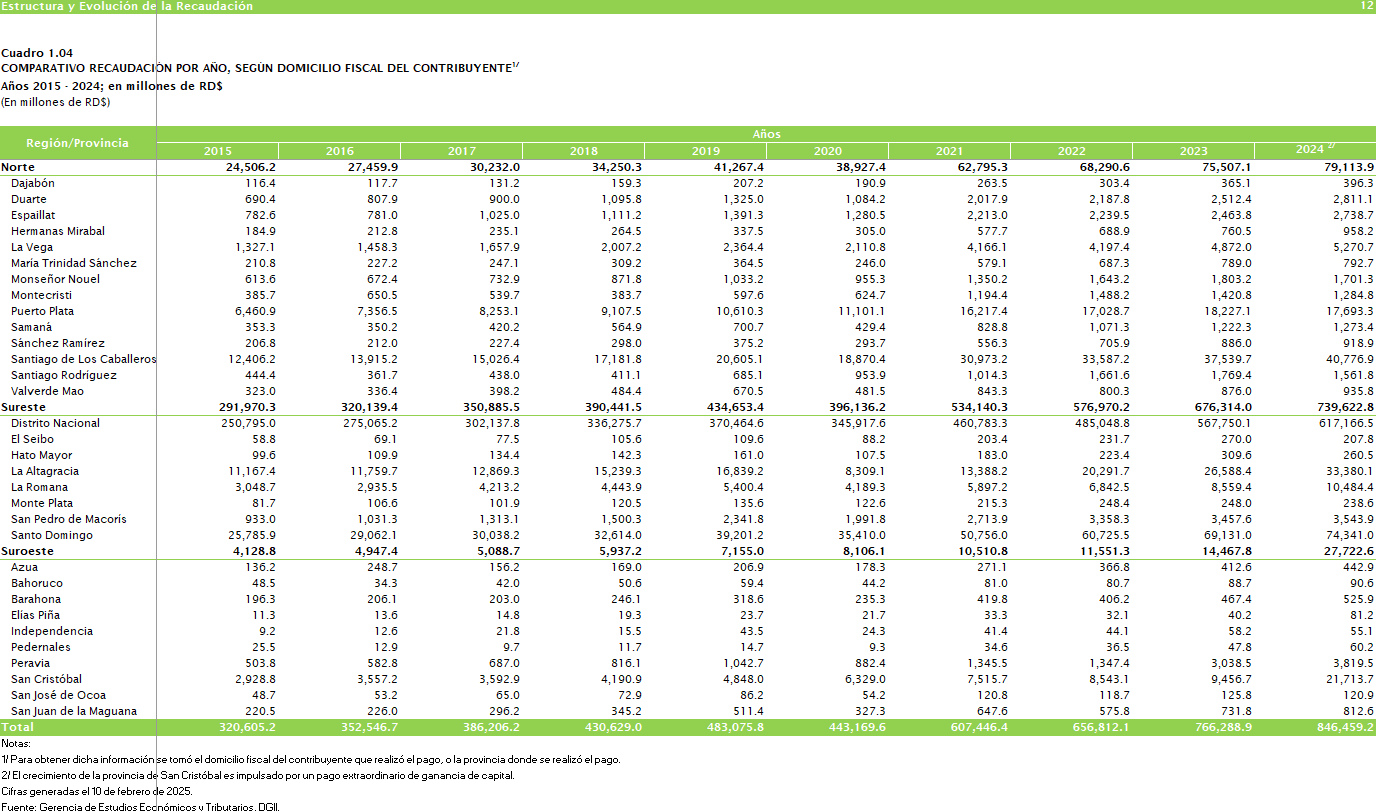 Estructura y Evolución de la Recaudación 12
Cuadro 1.04
COMPARATIVO RECAUDACIÓN POR AÑO, SEGÚN DOMICILIO FISCAL DEL CONTRIBUYENTE1/
Años 2015 - 2024; en millones de RD$
(En millones de RD$)
Región/Provincia Años
2015 2016 2017 2018 2019 2020 2021 2022 2023 2024 2/
Norte 24,506.2 27,459.9 30,232.0 34,250.3 41,267.4 38,927.4 62,795.3 68,290.6 75,507.1 79,113.9
Dajabón 116.4 117.7 131.2 159.3 207.2 190.9 263.5 303.4 365.1 396.3
Duarte 690.4 807.9 900.0 1,095.8 1,325.0 1,084.2 2,017.9 2,187.8 2,512.4 2,811.1
Espaillat 782.6 781.0 1,025.0 1,111.2 1,391.3 1,280.5 2,213.0 2,239.5 2,463.8 2,738.7
Hermanas Mirabal 184.9 212.8 235.1 264.5 337.5 305.0 577.7 688.9 760.5 958.2
La Vega 1,327.1 1,458.3 1,657.9 2,007.2 2,364.4 2,110.8 4,166.1 4,197.4 4,872.0 5,270.7
María Trinidad Sánchez 210.8 227.2 247.1 309.2 364.5 246.0 579.1 687.3 789.0 792.7
Monseñor Nouel 613.6 672.4 732.9 871.8 1,033.2 955.3 1,350.2 1,643.2 1,803.2 1,701.3
Montecristi 385.7 650.5 539.7 383.7 597.6 624.7 1,194.4 1,488.2 1,420.8 1,284.8
Puerto Plata 6,460.9 7,356.5 8,253.1 9,107.5 10,610.3 11,101.1 16,217.4 17,028.7 18,227.1 17,693.3
Samaná 353.3 350.2 420.2 564.9 700.7 429.4 828.8 1,071.3 1,222.3 1,273.4
Sánchez Ramírez 206.8 212.0 227.4 298.0 375.2 293.7 556.3 705.9 886.0 918.9
Santiago de Los Caballeros 12,406.2 13,915.2 15,026.4 17,181.8 20,605.1 18,870.4 30,973.2 33,587.2 37,539.7 40,776.9
Santiago Rodríguez 444.4 361.7 438.0 411.1 685.1 953.9 1,014.3 1,661.6 1,769.4 1,561.8
Valverde Mao 323.0 336.4 398.2 484.4 670.5 481.5 843.3 800.3 876.0 935.8
Sureste 291,970.3 320,139.4 350,885.5 390,441.5 434,653.4 396,136.2 534,140.3 576,970.2 676,314.0 739,622.8
Distrito Nacional 250,795.0 275,065.2 302,137.8 336,275.7 370,464.6 345,917.6 460,783.3 485,048.8 567,750.1 617,166.5
El Seibo 58.8 69.1 77.5 105.6 109.6 88.2 203.4 231.7 270.0 207.8
Hato Mayor 99.6 109.9 134.4 142.3 161.0 107.5 183.0 223.4 309.6 260.5
La Altagracia 11,167.4 11,759.7 12,869.3 15,239.3 16,839.2 8,309.1 13,388.2 20,291.7 26,588.4 33,380.1
La Romana 3,048.7 2,935.5 4,213.2 4,443.9 5,400.4 4,189.3 5,897.2 6,842.5 8,559.4 10,484.4
Monte Plata 81.7 106.6 101.9 120.5 135.6 122.6 215.3 248.4 248.0 238.6
San Pedro de Macorís 933.0 1,031.3 1,313.1 1,500.3 2,341.8 1,991.8 2,713.9 3,358.3 3,457.6 3,543.9
Santo Domingo 25,785.9 29,062.1 30,038.2 32,614.0 39,201.2 35,410.0 50,756.0 60,725.5 69,131.0 74,341.0
Suroeste 4,128.8 4,947.4 5,088.7 5,937.2 7,155.0 8,106.1 10,510.8 11,551.3 14,467.8 27,722.6
Azua 136.2 248.7 156.2 169.0 206.9 178.3 271.1 366.8 412.6 442.9
Bahoruco 48.5 34.3 42.0 50.6 59.4 44.2 81.0 80.7 88.7 90.6
Barahona 196.3 206.1 203.0 246.1 318.6 235.3 419.8 406.2 467.4 525.9
Elías Piña 11.3 13.6 14.8 19.3 23.7 21.7 33.3 32.1 40.2 81.2
Independencia 9.2 12.6 21.8 15.5 43.5 24.3 41.4 44.1 58.2 55.1
Pedernales 25.5 12.9 9.7 11.7 14.7 9.3 34.6 36.5 47.8 60.2
Peravia 503.8 582.8 687.0 816.1 1,042.7 882.4 1,345.5 1,347.4 3,038.5 3,819.5
San Cristóbal 2,928.8 3,557.2 3,592.9 4,190.9 4,848.0 6,329.0 7,515.7 8,543.1 9,456.7 21,713.7
San José de Ocoa 48.7 53.2 65.0 72.9 86.2 54.2 120.8 118.7 125.8 120.9
San Juan de la Maguana 220.5 226.0 296.2 345.2 511.4 327.3 647.6 575.8 731.8 812.6
Total 320,605.2 352,546.7 386,206.2 430,629.0 483,075.8 443,169.6 607,446.4 656,812.1 766,288.9 846,459.2
Notas:
1/ Para obtener dicha información se tomó el domicilio fiscal del contribuyente que realizó el pago, o la provincia donde se realizó el pago.
2/ El crecimiento de la provincia de San Cristóbal es impulsado por un pago extraordinario de ganancia de capital.
Cifras generadas el 10 de febrero de 2025.
Fuente: Gerencia de Estudios Económicos y Tributarios, DGII.